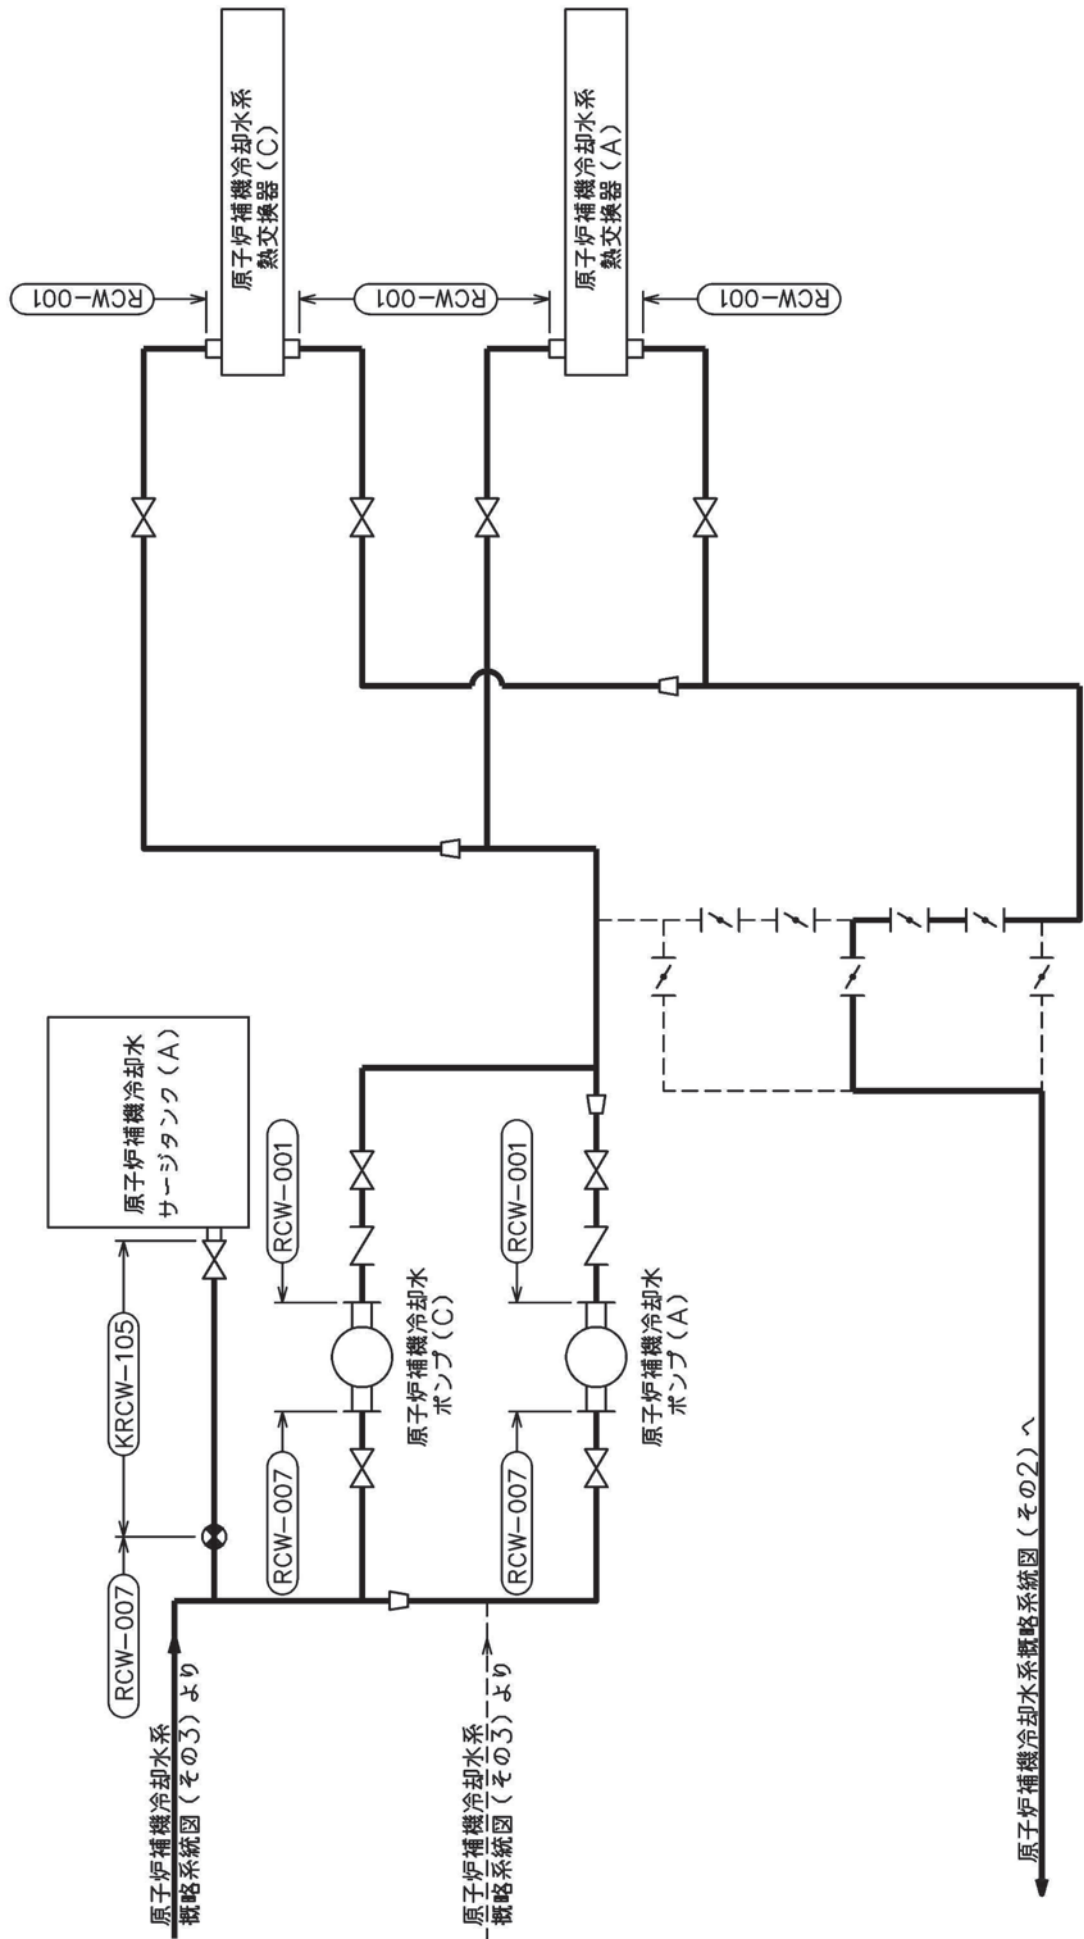 原子炉補機冷却水系
熱交換器（C）
原子炉補機冷却水系
熱交換器（A）
RCW-001
RCW-001
RCW-001
原子炉補機冷却水
サージタンク（A）
KRCW-105
RCW-007
RCW-001
RCW-007
原子炉補機冷却水
ポンプ（C）
RCW-001
RCW-007
原子炉補機冷却水
ポンプ（A）
原子炉補機冷却水系
概略系統図（その3）より
原子炉補機冷却水系
概略系統図（その3）より
原子炉補機冷却水系概略系統図（その2）へ